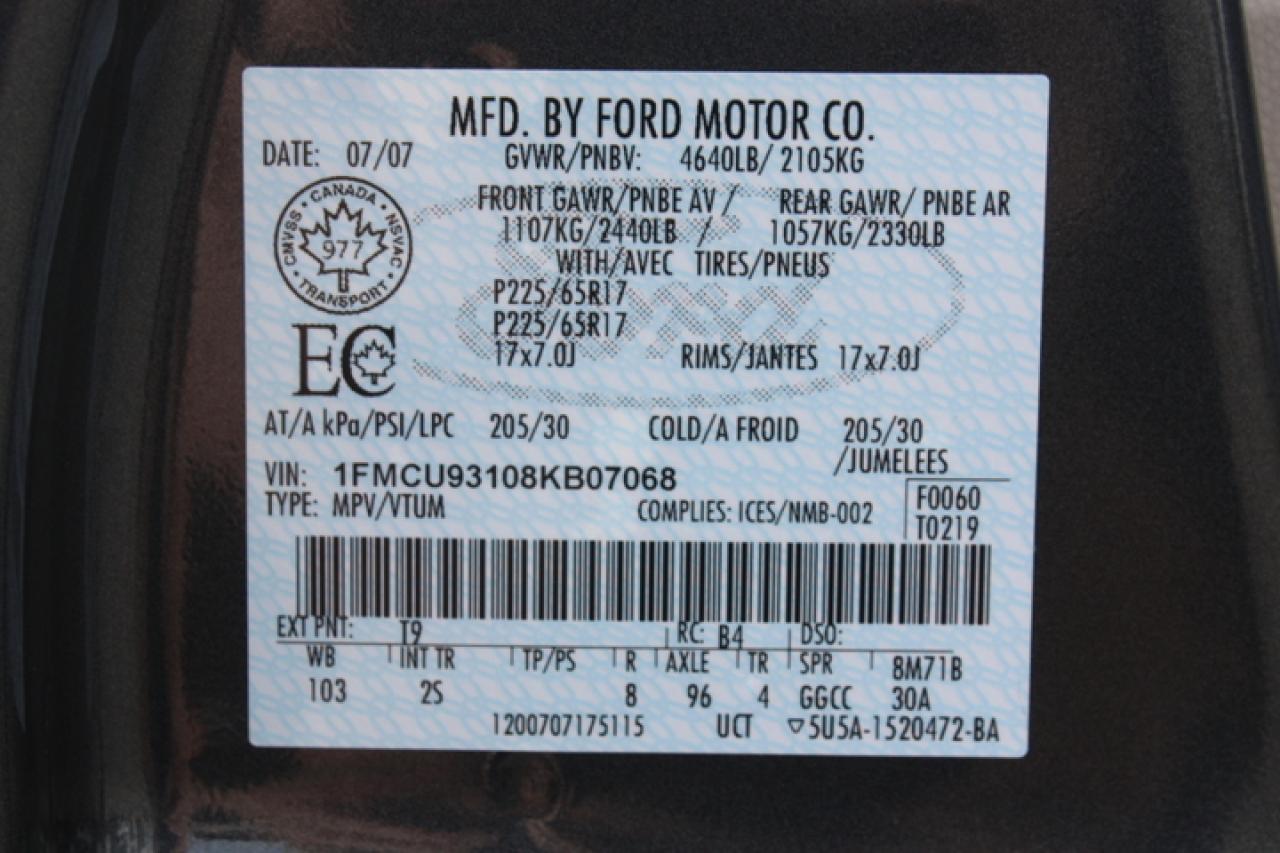 MFD. BY FORD MOTOR CO.
DATE: 07/07 GVWR/PNBV: 4640LB/ 2105KG
FRONT GAWR/PNBE AV / REAR GAWR/ PNBE AR
1107KG/2440LB / 1057KG/2330LB
WITH/AVEC TIRES/PNEUS
P225/65R17
P225/65R17
17x7.0J RIMS/JANTES 17x7.0J
CANADA • NSVAC • TRANSPORT • CMVSS •
977
EC
AT/A kPa/PSI/LPC 205/30 COLD/A FROID 205/30
/JUMELEES
VIN: 1FMCU93108KB07068
TYPE: MPV/VTUM COMPLIES: ICES/NMB-002
F0060
T0219
EXT PNT: T9 RC: B4 DSO:
WB INT TR TP/PS R AXLE TR SPR 8M71B
103 2S 8 96 4 GGCC 30A
1200707175115 UCT ▽5U5A-1520472-BA